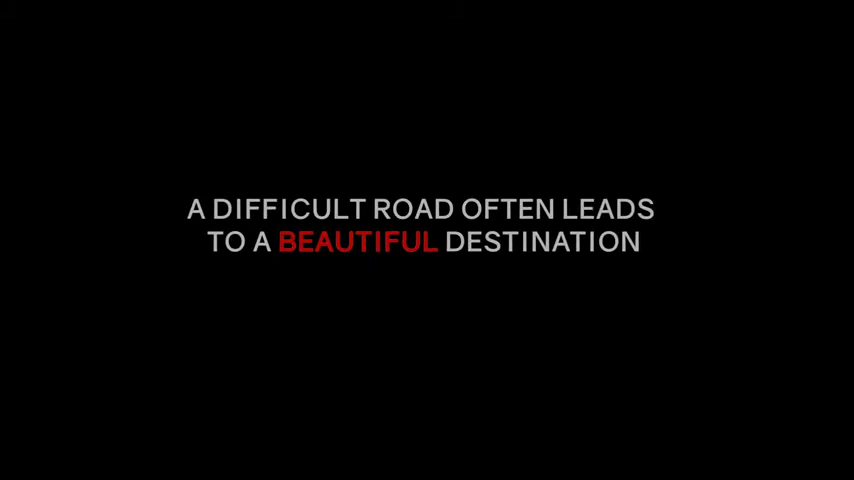 A DIFFICULT ROAD OFTEN LEADS
TO A BEAUTIFUL DESTINATION